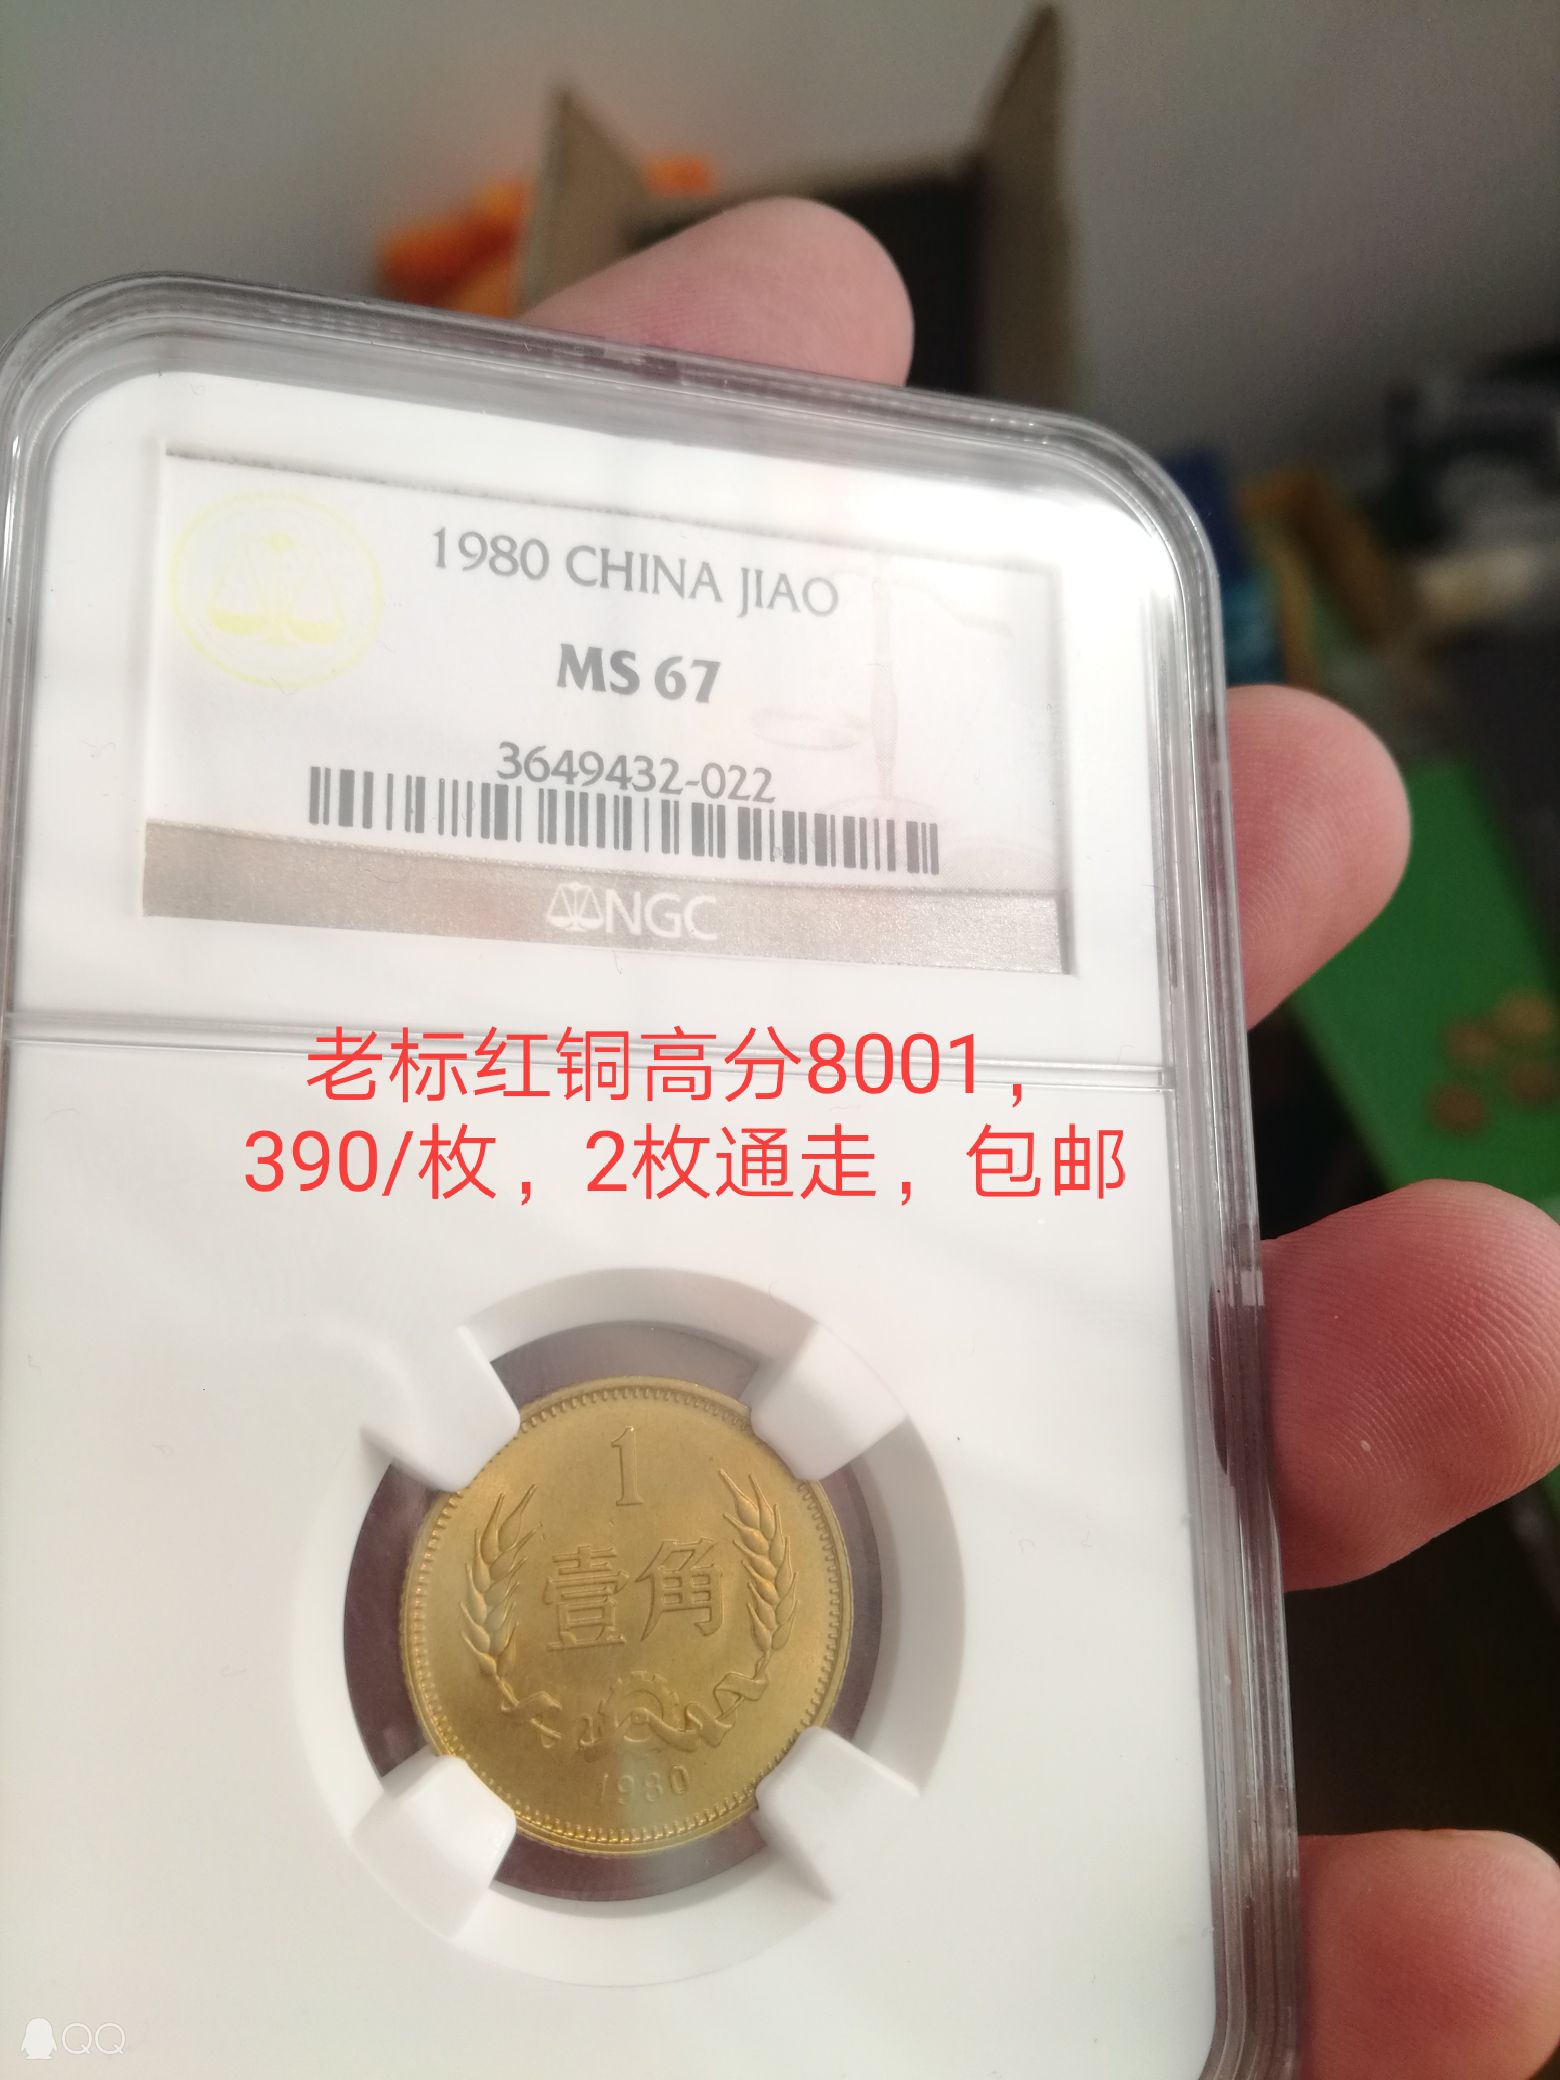 1980 CHINA JIAO
MS 67
3649432-022
NGC
老标红铜高分8001，
390/枚，2枚通走，包邮
1
壹角
1980
QQ